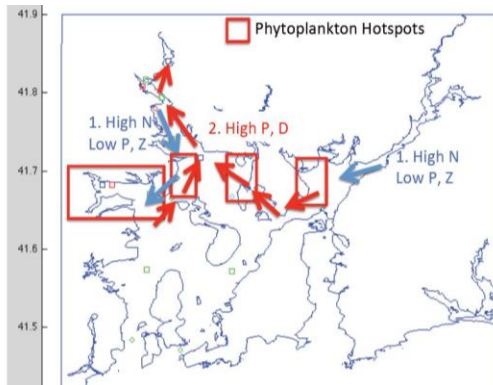 41.9
Phytoplankton Hotspots
41.8
1. High N
Low P, Z
2. High P, D
41.7
1. High N
Low P, Z
41.6
41.5